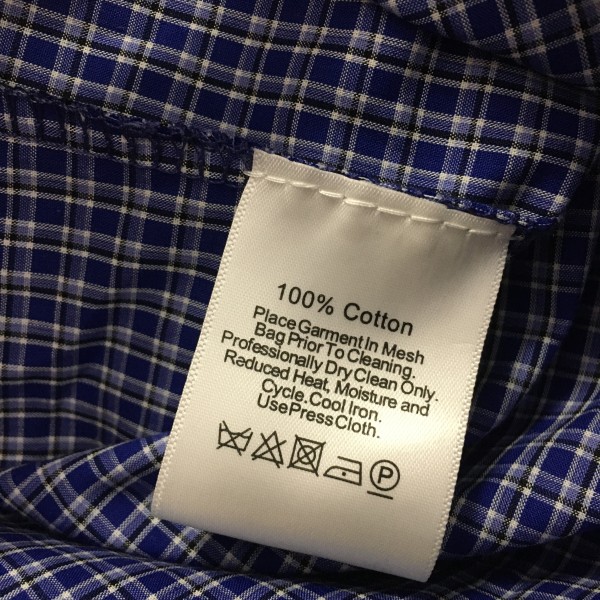 100% Cotton
Place Garment In Mesh
Bag Prior To Cleaning.
Professionally Dry Clean Only.
Reduced Heat, Moisture and
Cycle. Cool Iron.
Use Press Cloth.
P